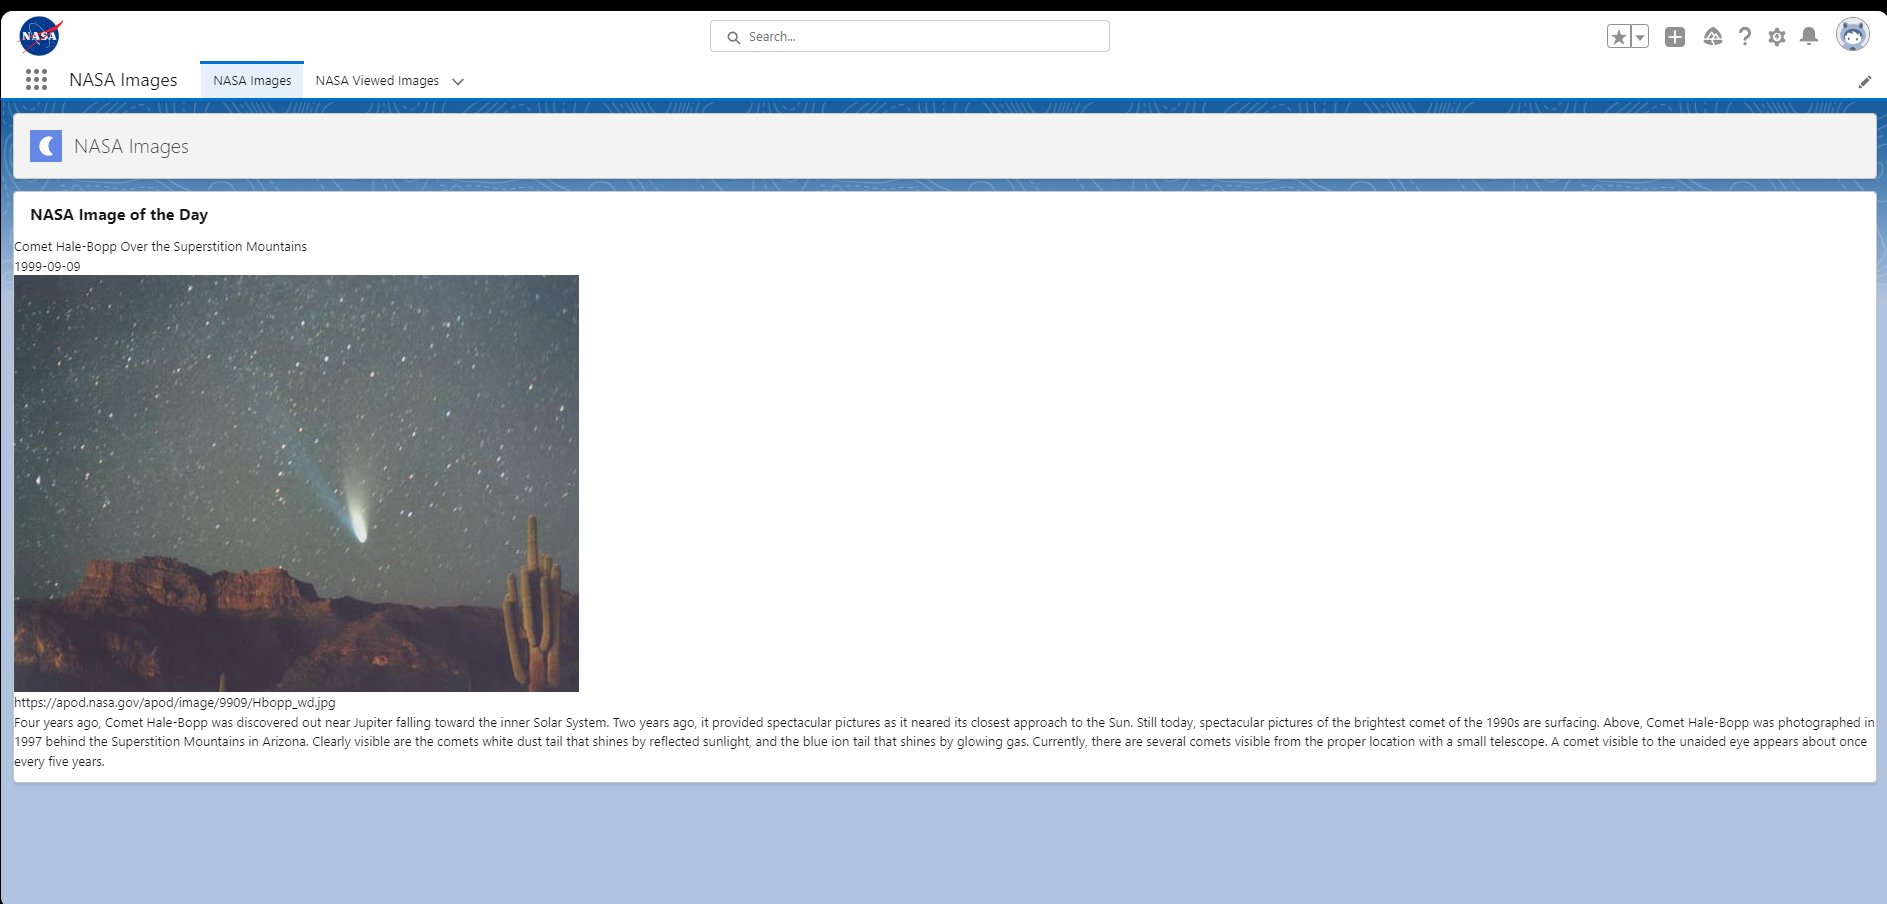 NASA
Search...
NASA Images
NASA Images
NASA Viewed Images
NASA Images
NASA Image of the Day
Comet Hale-Bopp Over the Superstition Mountains
1999-09-09
https://apod.nasa.gov/apod/image/9909/Hbopp_wd.jpg
Four years ago, Comet Hale-Bopp was discovered out near Jupiter falling toward the inner Solar System. Two years ago, it provided spectacular pictures as it neared its closest approach to the Sun. Still today, spectacular pictures of the brightest comet of the 1990s are surfacing. Above, Comet Hale-Bopp was photographed in
1997 behind the Superstition Mountains in Arizona. Clearly visible are the comets white dust tail that shines by reflected sunlight, and the blue ion tail that shines by glowing gas. Currently, there are several comets visible from the proper location with a small telescope. A comet visible to the unaided eye appears about once
every five years.